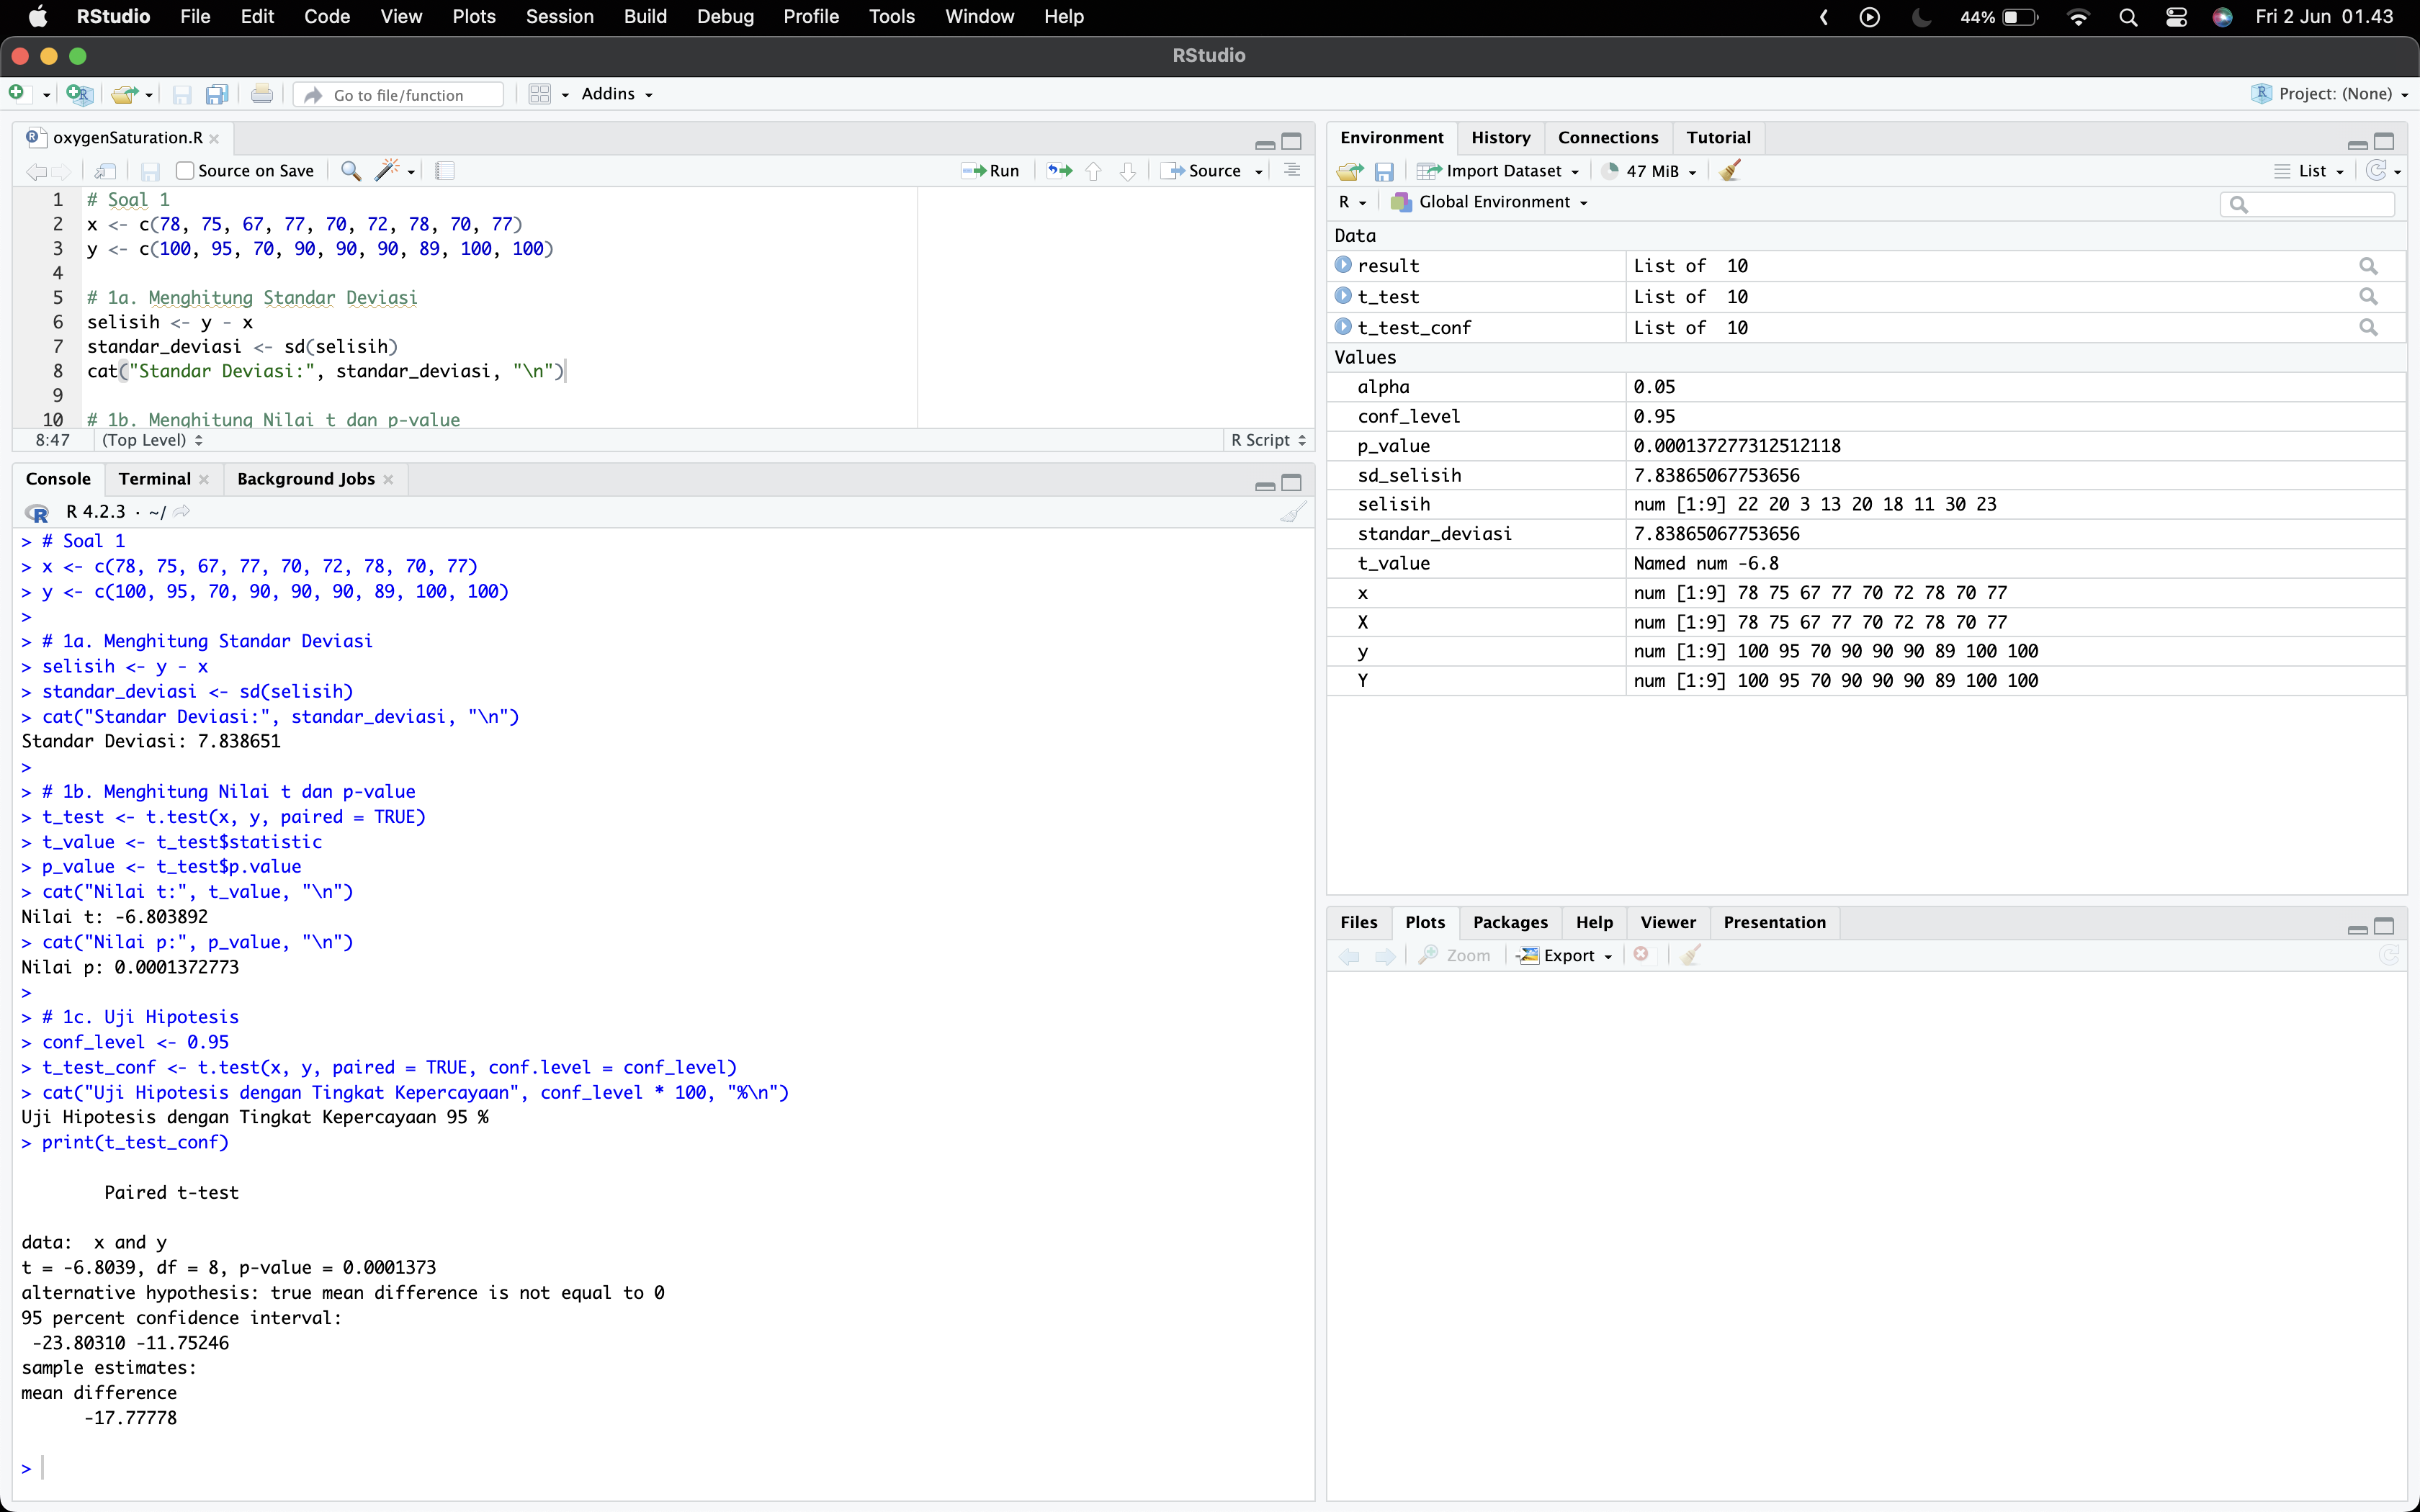 RStudio File Edit Code View Plots Session Build Debug Profile Tools Window Help 44% Fri 2 Jun 01.43
RStudio
Go to file/function Addins Project: (None)
oxygenSaturation.R
Source on Save Run Source
1 # Soal 1
2 x <- c(78, 75, 67, 77, 70, 72, 78, 70, 77)
3 y <- c(100, 95, 70, 90, 90, 90, 89, 100, 100)
4
5 # 1a. Menghitung Standar Deviasi
6 selisih <- y - x
7 standar_deviasi <- sd(selisih)
8 cat("Standar Deviasi:", standar_deviasi, "\n")
9
10 # 1b. Menghitung Nilai t dan p-value
8:47 (Top Level) R Script
Console Terminal Background Jobs
R 4.2.3 · ~/
> # Soal 1
> x <- c(78, 75, 67, 77, 70, 72, 78, 70, 77)
> y <- c(100, 95, 70, 90, 90, 90, 89, 100, 100)
>
> # 1a. Menghitung Standar Deviasi
> selisih <- y - x
> standar_deviasi <- sd(selisih)
> cat("Standar Deviasi:", standar_deviasi, "\n")
Standar Deviasi: 7.838651
>
> # 1b. Menghitung Nilai t dan p-value
> t_test <- t.test(x, y, paired = TRUE)
> t_value <- t_test$statistic
> p_value <- t_test$p.value
> cat("Nilai t:", t_value, "\n")
Nilai t: -6.803892
> cat("Nilai p:", p_value, "\n")
Nilai p: 0.0001372773
>
> # 1c. Uji Hipotesis
> conf_level <- 0.95
> t_test_conf <- t.test(x, y, paired = TRUE, conf.level = conf_level)
> cat("Uji Hipotesis dengan Tingkat Kepercayaan", conf_level * 100, "%\n")
Uji Hipotesis dengan Tingkat Kepercayaan 95 %
> print(t_test_conf)
Paired t-test
data: x and y
t = -6.8039, df = 8, p-value = 0.0001373
alternative hypothesis: true mean difference is not equal to 0
95 percent confidence interval:
-23.80310 -11.75246
sample estimates:
mean difference
-17.77778
>
Environment History Connections Tutorial
Import Dataset 47 MiB List
R Global Environment
Data
result List of 10
t_test List of 10
t_test_conf List of 10
Values
alpha 0.05
conf_level 0.95
p_value 0.000137277312512118
sd_selisih 7.83865067753656
selisih num [1:9] 22 20 3 13 20 18 11 30 23
standar_deviasi 7.83865067753656
t_value Named num -6.8
x num [1:9] 78 75 67 77 70 72 78 70 77
X num [1:9] 78 75 67 77 70 72 78 70 77
y num [1:9] 100 95 70 90 90 90 89 100 100
Y num [1:9] 100 95 70 90 90 90 89 100 100
Files Plots Packages Help Viewer Presentation
Zoom Export